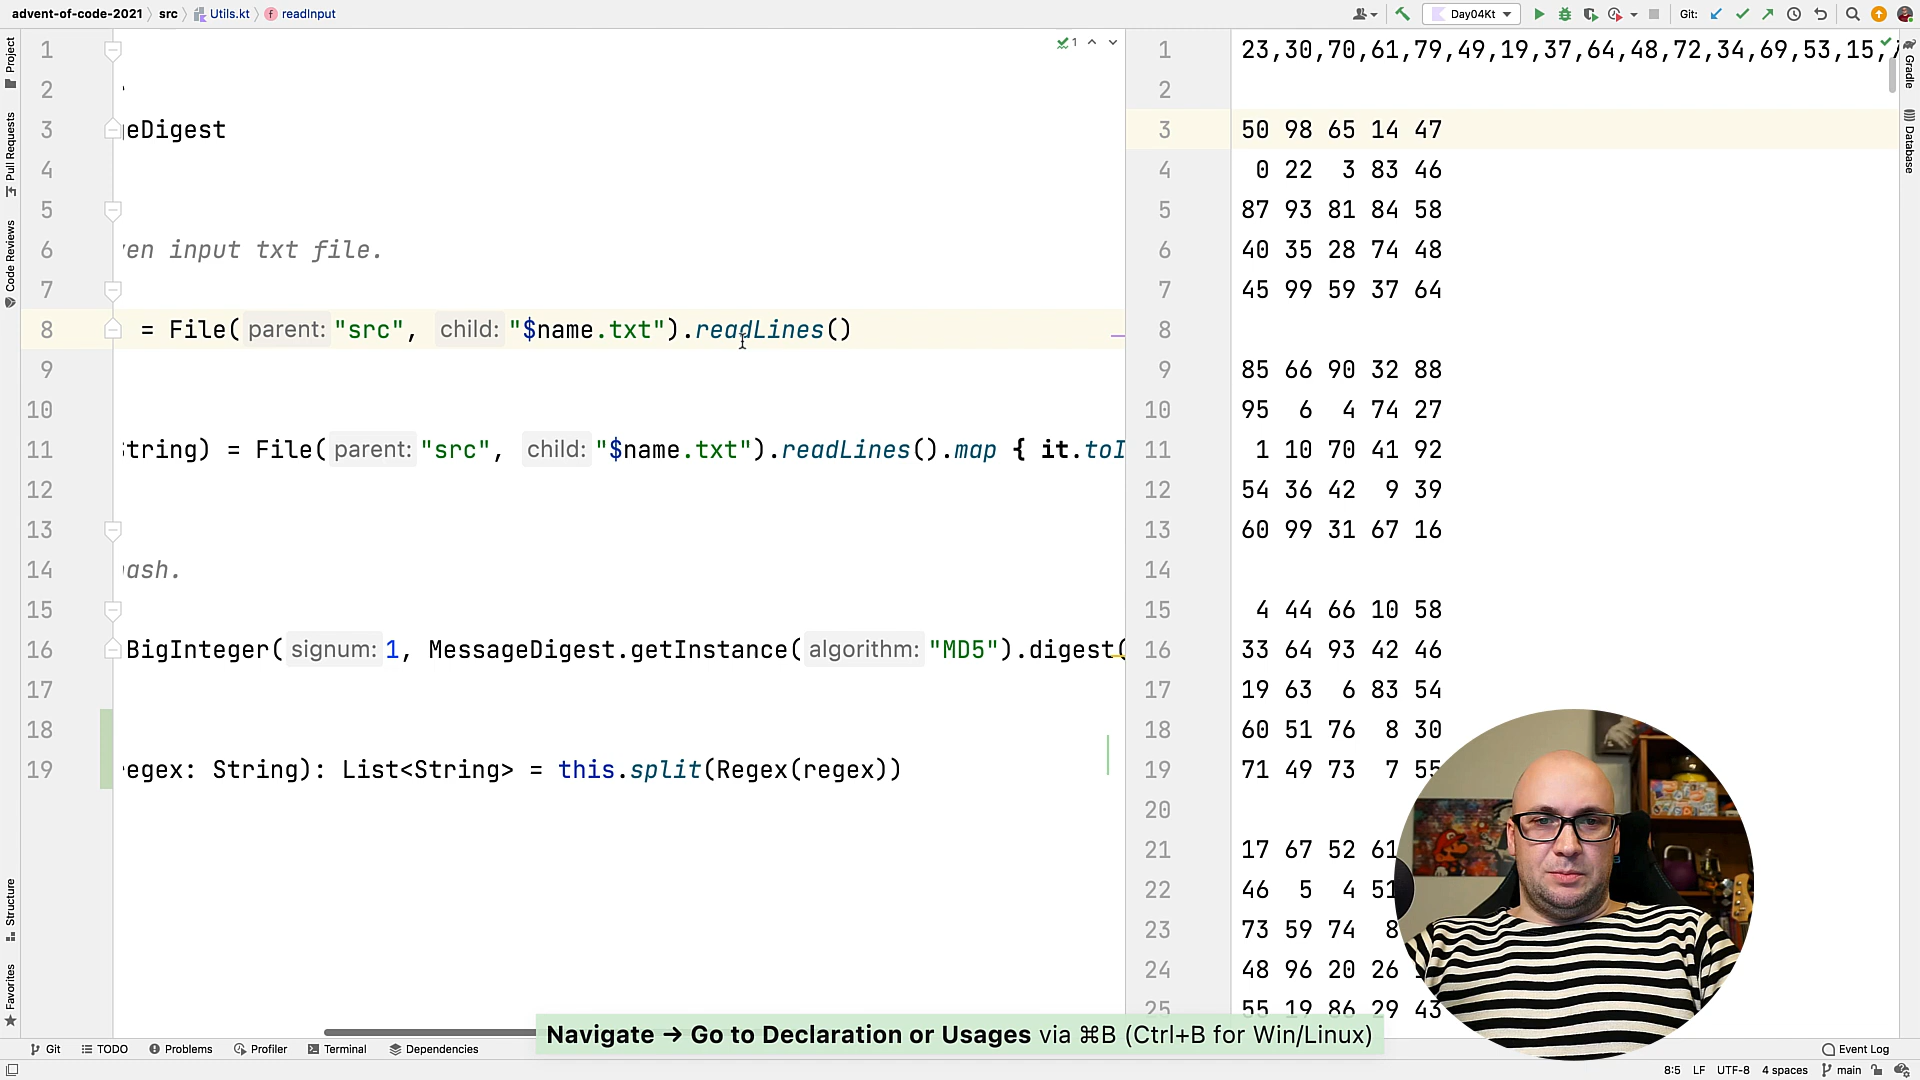 advent-of-code-2021 src Utils.kt readInput
Day04Kt Git:
Project
Pull Requests
Code Reviews
Structure
Favorites
Gradle
Database
1
1
2
3 eDigest
4
5
6 en input txt file.
7
8 = File( parent: "src", child: "$name.txt").readLines()
9
10
11 tring) = File( parent: "src", child: "$name.txt").readLines().map { it.toI
12
13
14 ash.
15
16 BigInteger( signum: 1, MessageDigest.getInstance( algorithm: "MD5").digest(
17
18
19 egex: String): List<String> = this.split(Regex(regex))
1 23,30,70,61,79,49,19,37,64,48,72,34,69,53,15,
2
3 50 98 65 14 47
4 0 22 3 83 46
5 87 93 81 84 58
6 40 35 28 74 48
7 45 99 59 37 64
8
9 85 66 90 32 88
10 95 6 4 74 27
11 1 10 70 41 92
12 54 36 42 9 39
13 60 99 31 67 16
14
15 4 44 66 10 58
16 33 64 93 42 46
17 19 63 6 83 54
18 60 51 76 8 30
19 71 49 73 7 55
20
21 17 67 52 61
22 46 5 4 51
23 73 59 74 8
24 48 96 20 26
25 55 19 86 29 43
Navigate → Go to Declaration or Usages via ⌘B (Ctrl+B for Win/Linux)
Git TODO Problems Profiler Terminal Dependencies Event Log
8:5 LF UTF-8 4 spaces main